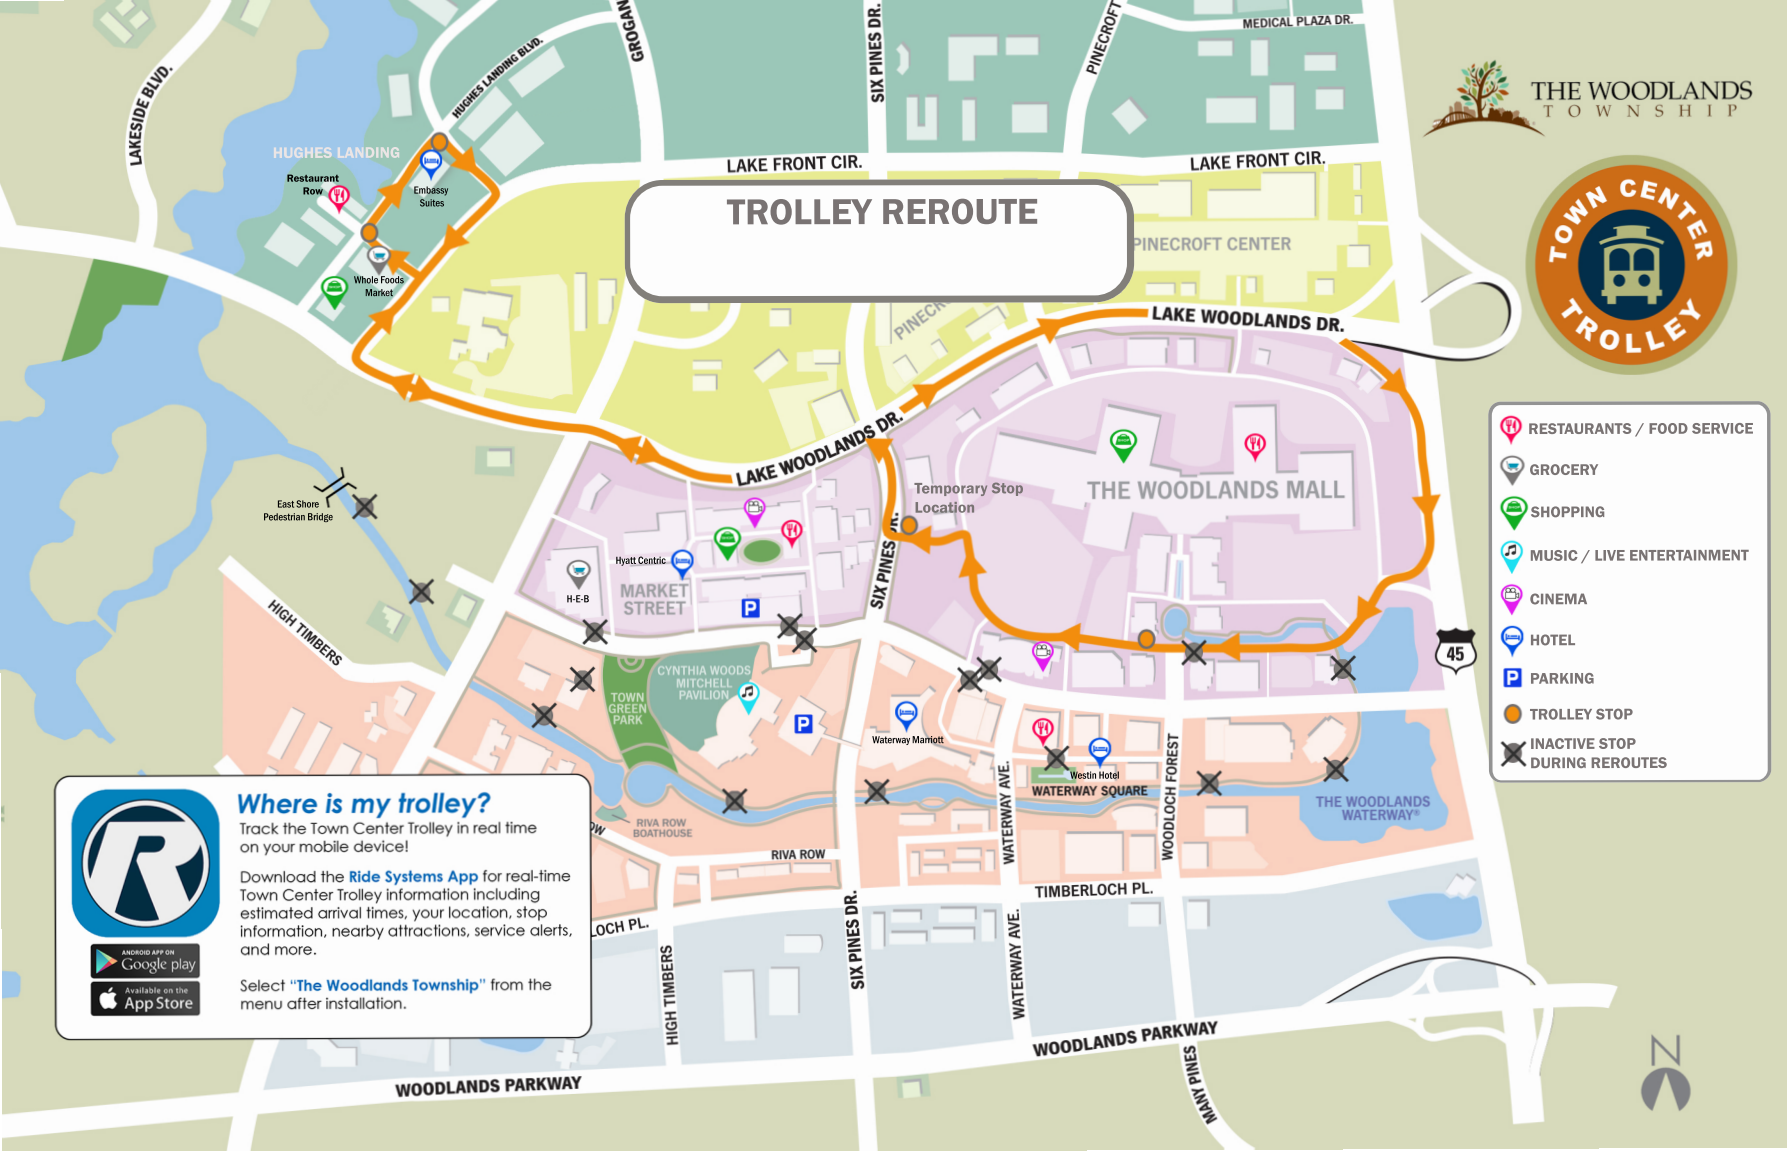 GROGAN
SIX PINES DR.
PINECROFT
MEDICAL PLAZA DR.
LAKESIDE BLVD.
HUGHES LANDING BLVD.
THE WOODLANDS
TOWNSHIP
HUGHES LANDING
Restaurant
Row
Embassy
Suites
Whole Foods
Market
LAKE FRONT CIR.
LAKE FRONT CIR.
TROLLEY REROUTE
PINECROFT CENTER
TOWN CENTER
TROLLEY
LAKE WOODLANDS DR.
LAKE WOODLANDS DR.
THE WOODLANDS MALL
Temporary Stop
Location
East Shore
Pedestrian Bridge
Hyatt Centric
H-E-B
MARKET
STREET
P
SIX PINES DR.
HIGH TIMBERS
CYNTHIA WOODS
MITCHELL
PAVILION
TOWN
GREEN
PARK
P
Waterway Marriott
Westin Hotel
WATERWAY SQUARE
WATERWAY AVE.
WOODLOCH FOREST
THE WOODLANDS
WATERWAY®
45
RESTAURANTS / FOOD SERVICE
GROCERY
SHOPPING
MUSIC / LIVE ENTERTAINMENT
CINEMA
HOTEL
P PARKING
TROLLEY STOP
INACTIVE STOP
DURING REROUTES
RIVA ROW
BOATHOUSE
OW
RIVA ROW
TIMBERLOCH PL.
LOCH PL.
SIX PINES DR.
WATERWAY AVE.
HIGH TIMBERS
R
Where is my trolley?
Track the Town Center Trolley in real time
on your mobile device!
Download the Ride Systems App for real-time
Town Center Trolley information including
estimated arrival times, your location, stop
information, nearby attractions, service alerts,
and more.
Select "The Woodlands Township" from the
menu after installation.
ANDROID APP ON
Google play
Available on the
App Store
WOODLANDS PARKWAY
WOODLANDS PARKWAY
MANY PINES
N